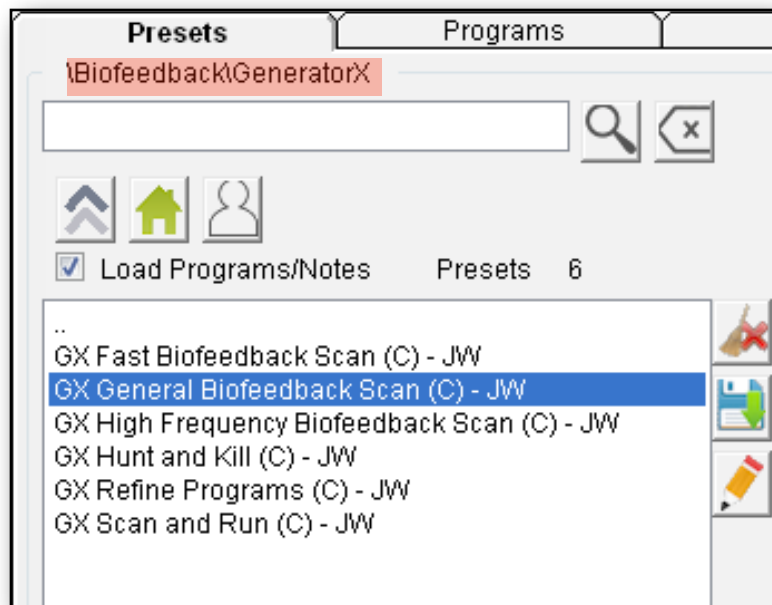 Presets Programs
\Biofeedback\GeneratorX
Load Programs/Notes Presets 6
..
GX Fast Biofeedback Scan (C) - JW
GX General Biofeedback Scan (C) - JW
GX High Frequency Biofeedback Scan (C) - JW
GX Hunt and Kill (C) - JW
GX Refine Programs (C) - JW
GX Scan and Run (C) - JW